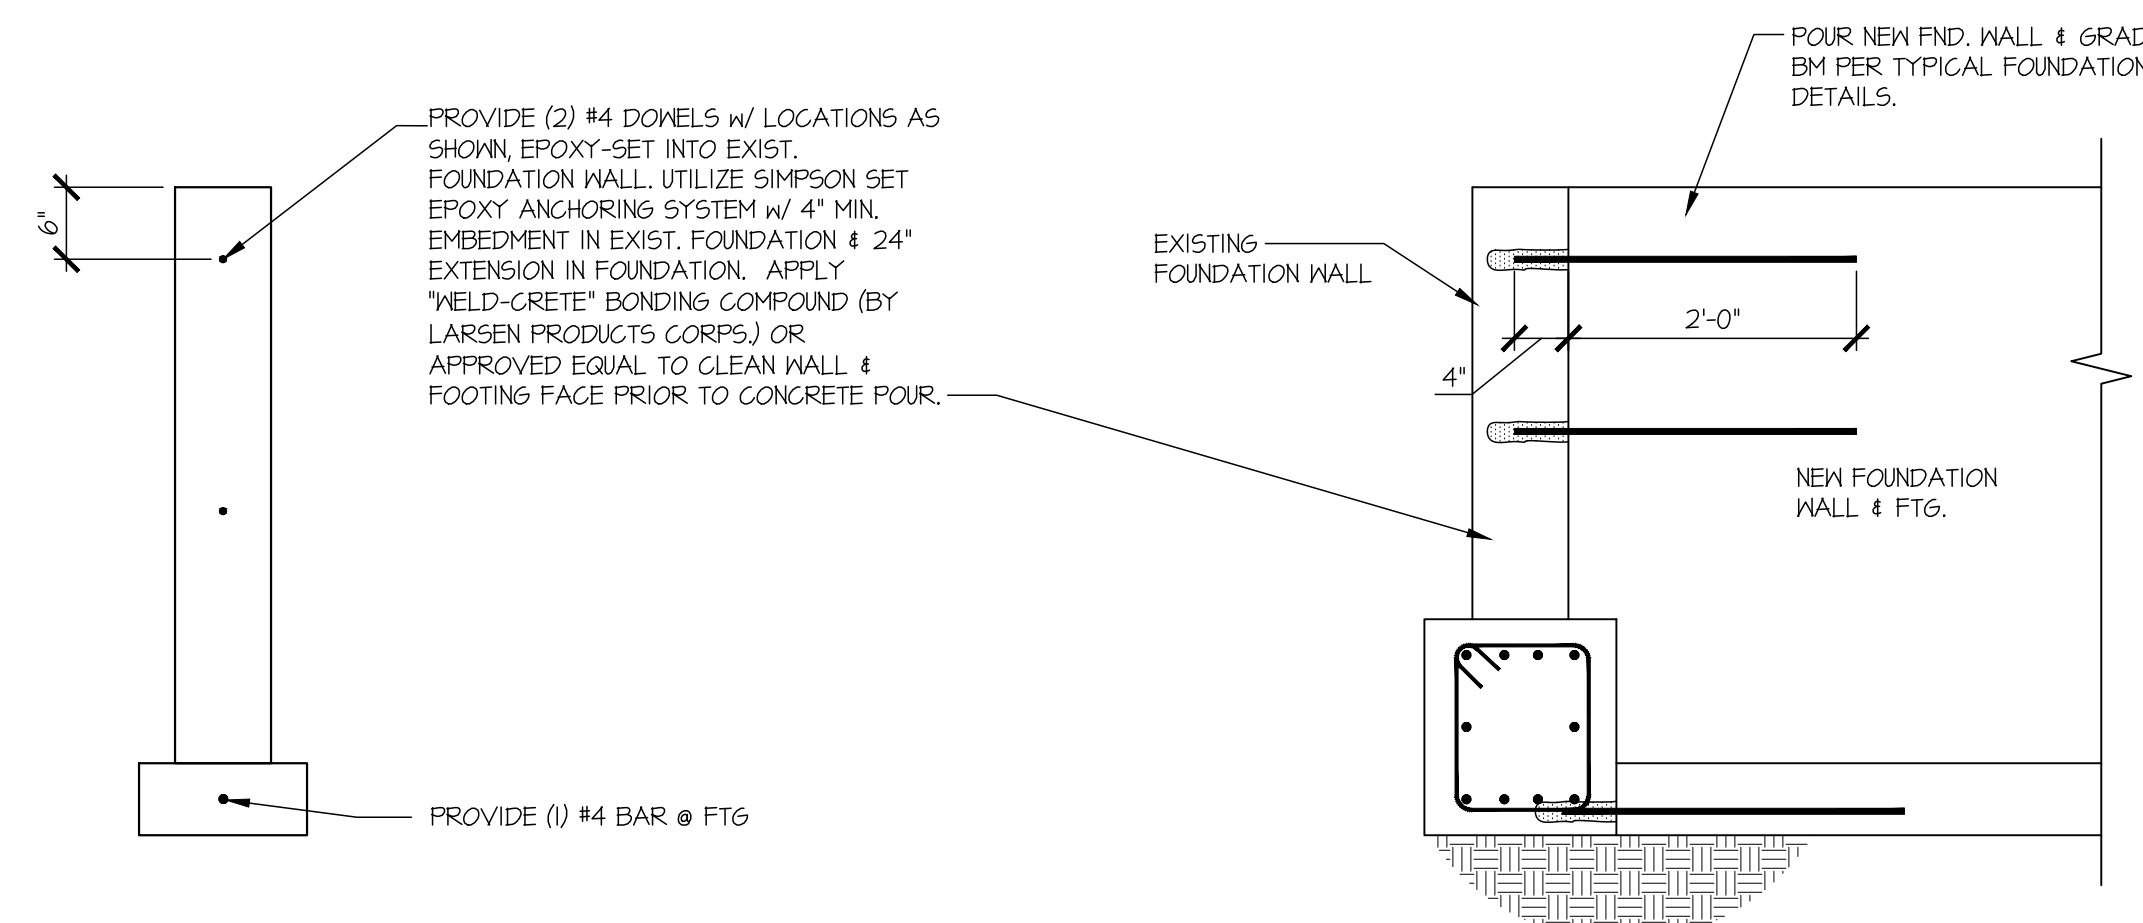 POUR NEW FND. WALL & GRAD
BM PER TYPICAL FOUNDATION
DETAILS.
PROVIDE (2) #4 DOWELS w/ LOCATIONS AS
SHOWN, EPOXY-SET INTO EXIST.
FOUNDATION WALL. UTILIZE SIMPSON SET
EPOXY ANCHORING SYSTEM w/ 4" MIN.
EMBEDMENT IN EXIST. FOUNDATION & 24"
EXTENSION IN FOUNDATION. APPLY
"WELD-CRETE" BONDING COMPOUND (BY
LARSEN PRODUCTS CORPS.) OR
APPROVED EQUAL TO CLEAN WALL &
FOOTING FACE PRIOR TO CONCRETE POUR.
6"
EXISTING
FOUNDATION WALL
2'-0"
4"
NEW FOUNDATION
WALL & FTG.
PROVIDE (1) #4 BAR @ FTG